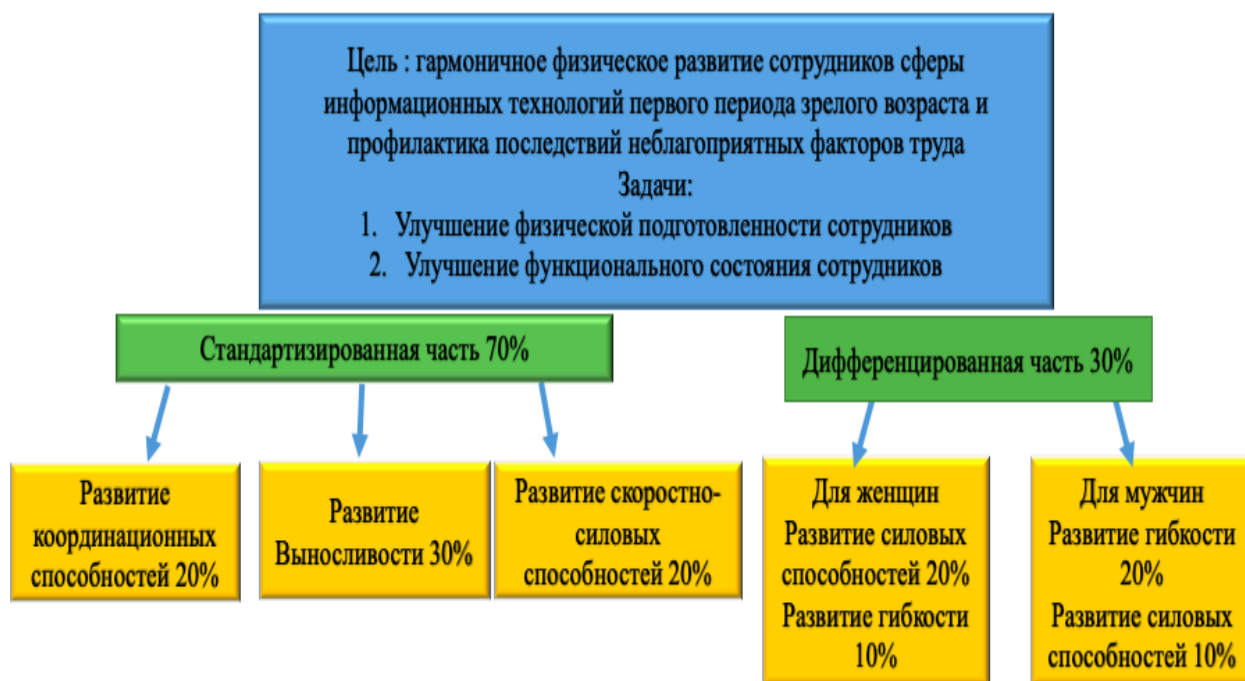 Цель : гармоничное физическое развитие сотрудников сферы
информационных технологий первого периода зрелого возраста и
профилактика последствий неблагоприятных факторов труда
Задачи:
1. Улучшение физической подготовленности сотрудников
2. Улучшение функционального состояния сотрудников
Стандартизированная часть 70%
Дифференцированная часть 30%
Развитие
координационных
способностей 20%
Развитие
Выносливости 30%
Развитие скоростно-
силовых
способностей 20%
Для женщин
Развитие силовых
способностей 20%
Развитие гибкости
10%
Для мужчин
Развитие гибкости
20%
Развитие силовых
способностей 10%